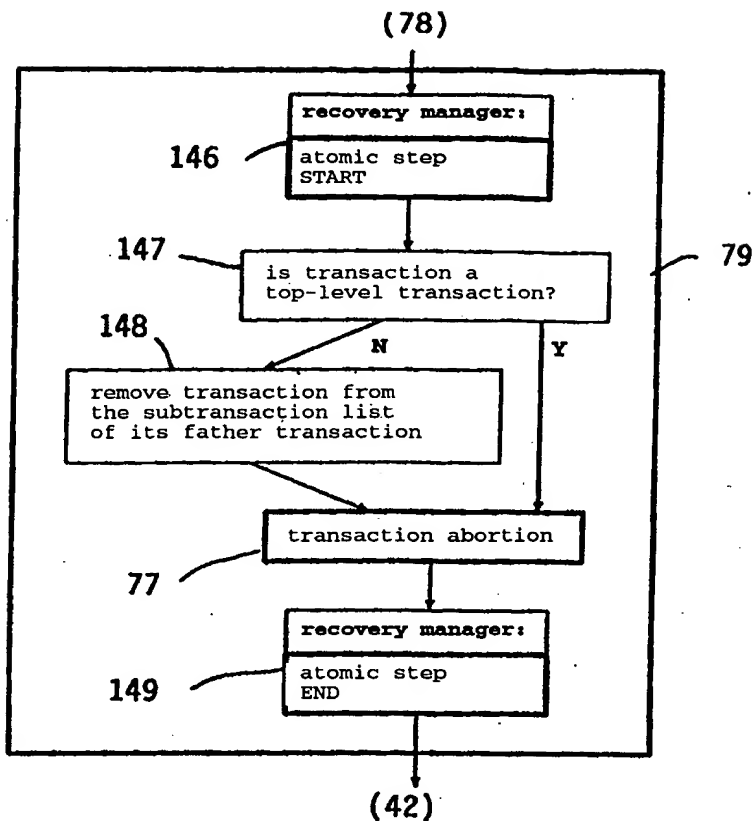 (78)
recovery manager:
146
atomic step
START
147
is transaction a
top-level transaction?
79
148
N
Y
remove transaction from
the subtransaction list
of its father transaction
transaction abortion
77
recovery manager:
149
atomic step
END
(42)